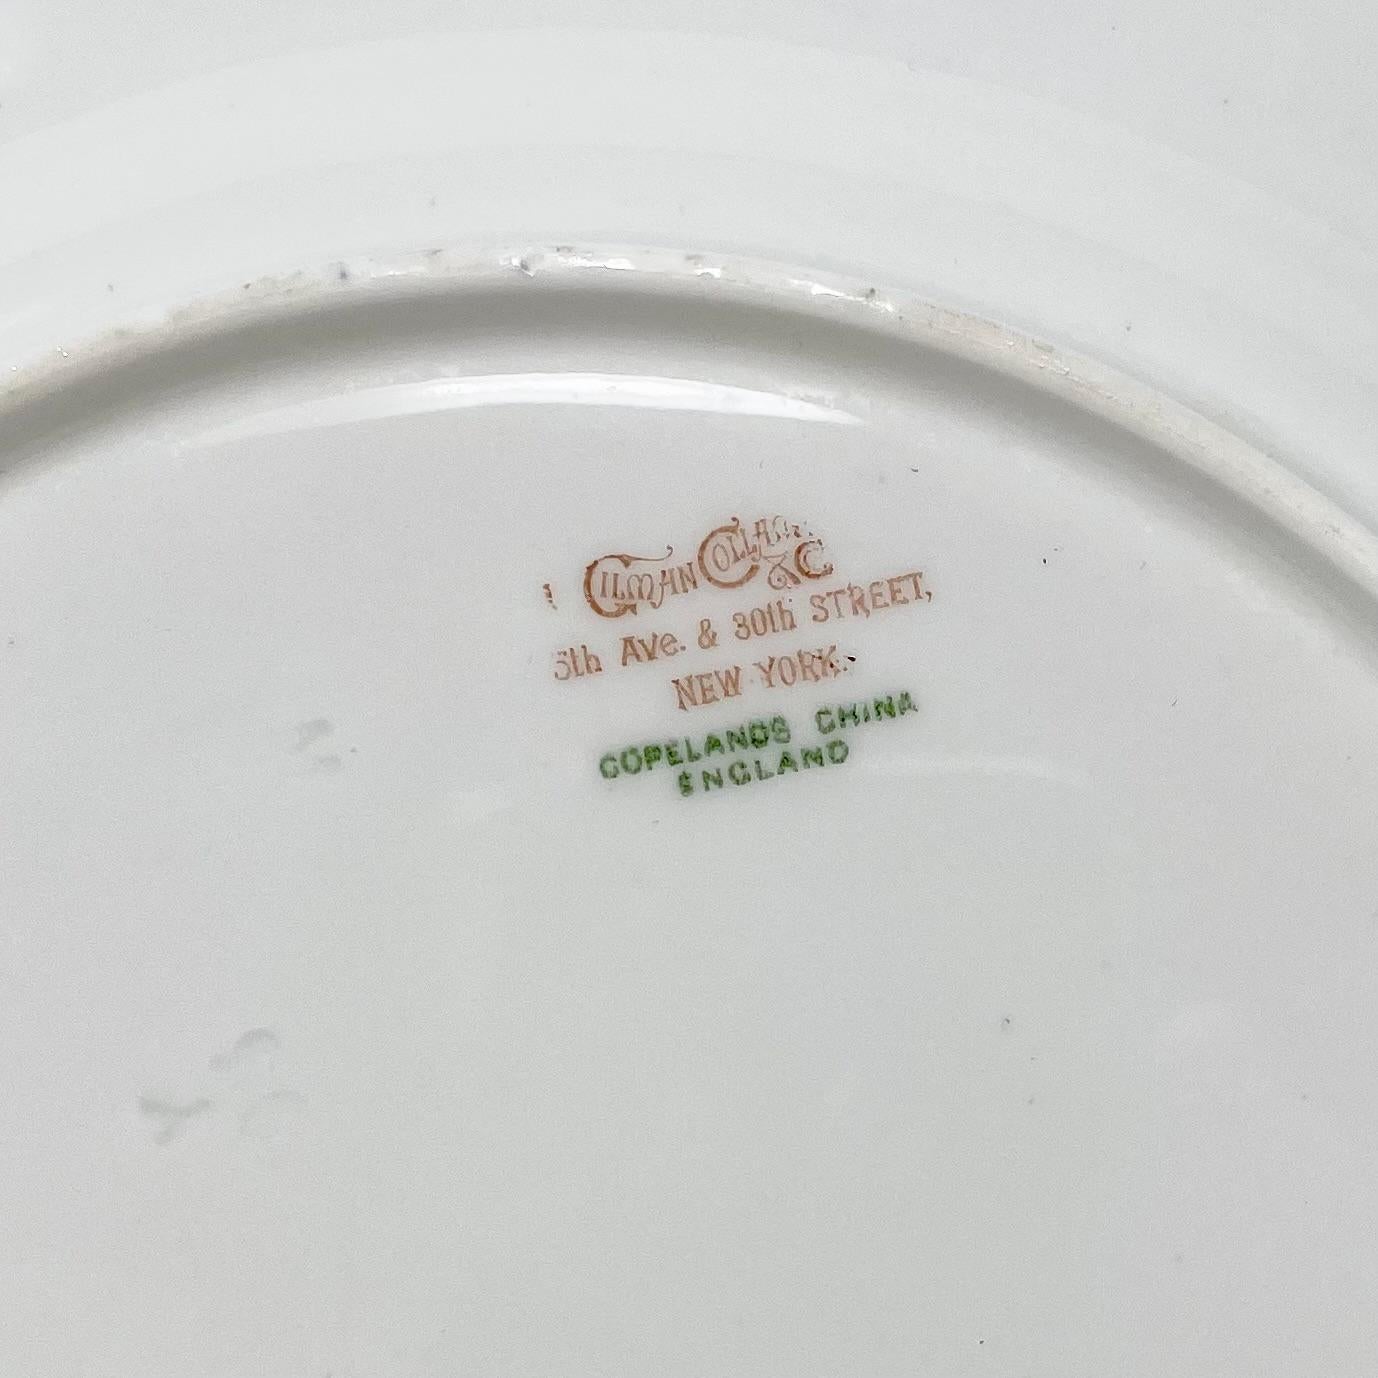 GILMAN COLLAMORE & Co
5th Ave. & 30th STREET,
NEW YORK.
COPELANDS CHINA
ENGLAND